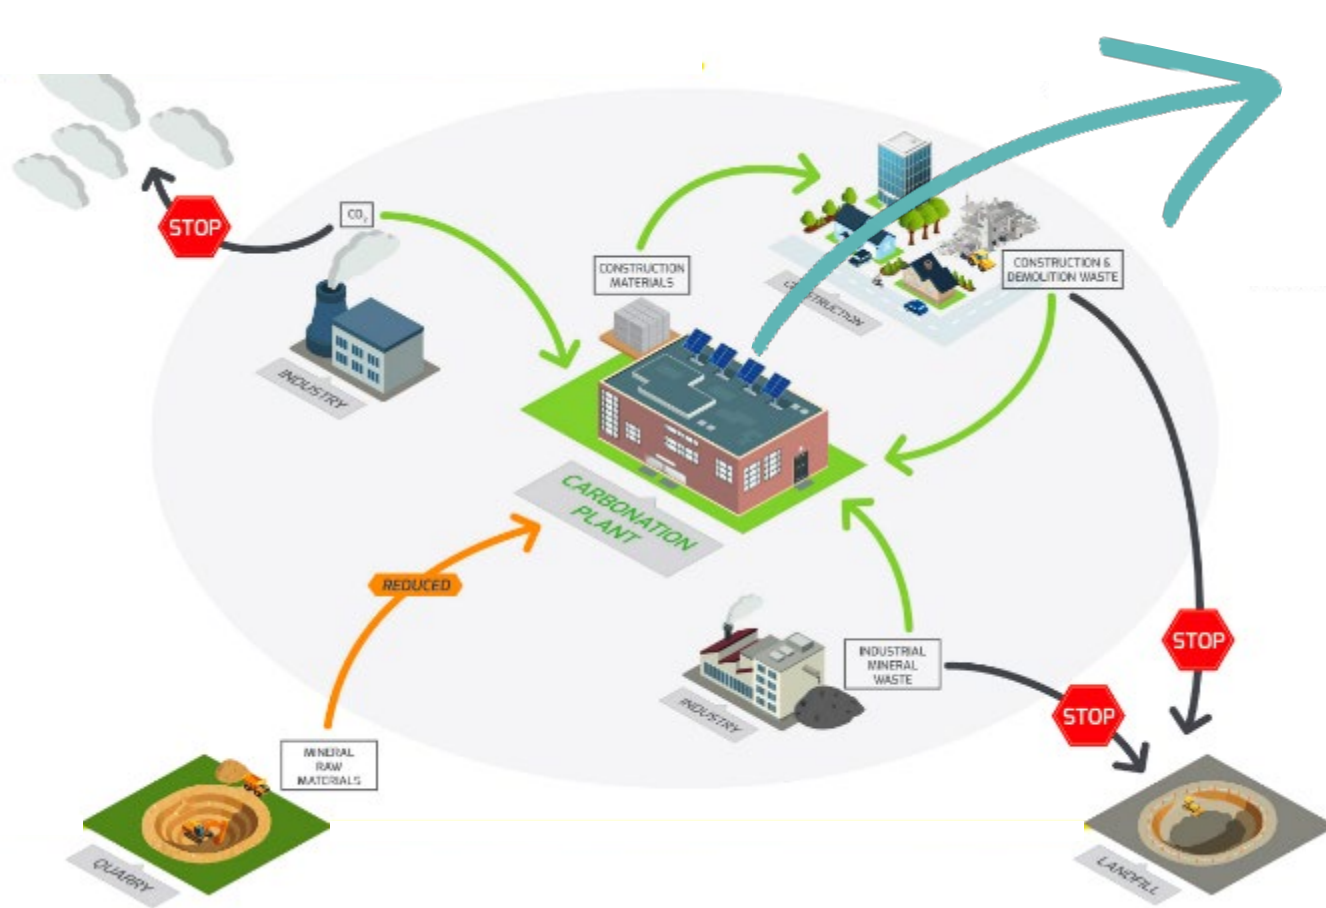 STOP
CO₂
INDUSTRY
CONSTRUCTION
MATERIALS
CONSTRUCTION
CONSTRUCTION &
DEMOLITION WASTE
CARBONATION
PLANT
REDUCED
MINERAL
RAW
MATERIALS
QUARRY
INDUSTRY
INDUSTRIAL
MINERAL
WASTE
STOP
STOP
LANDFILL